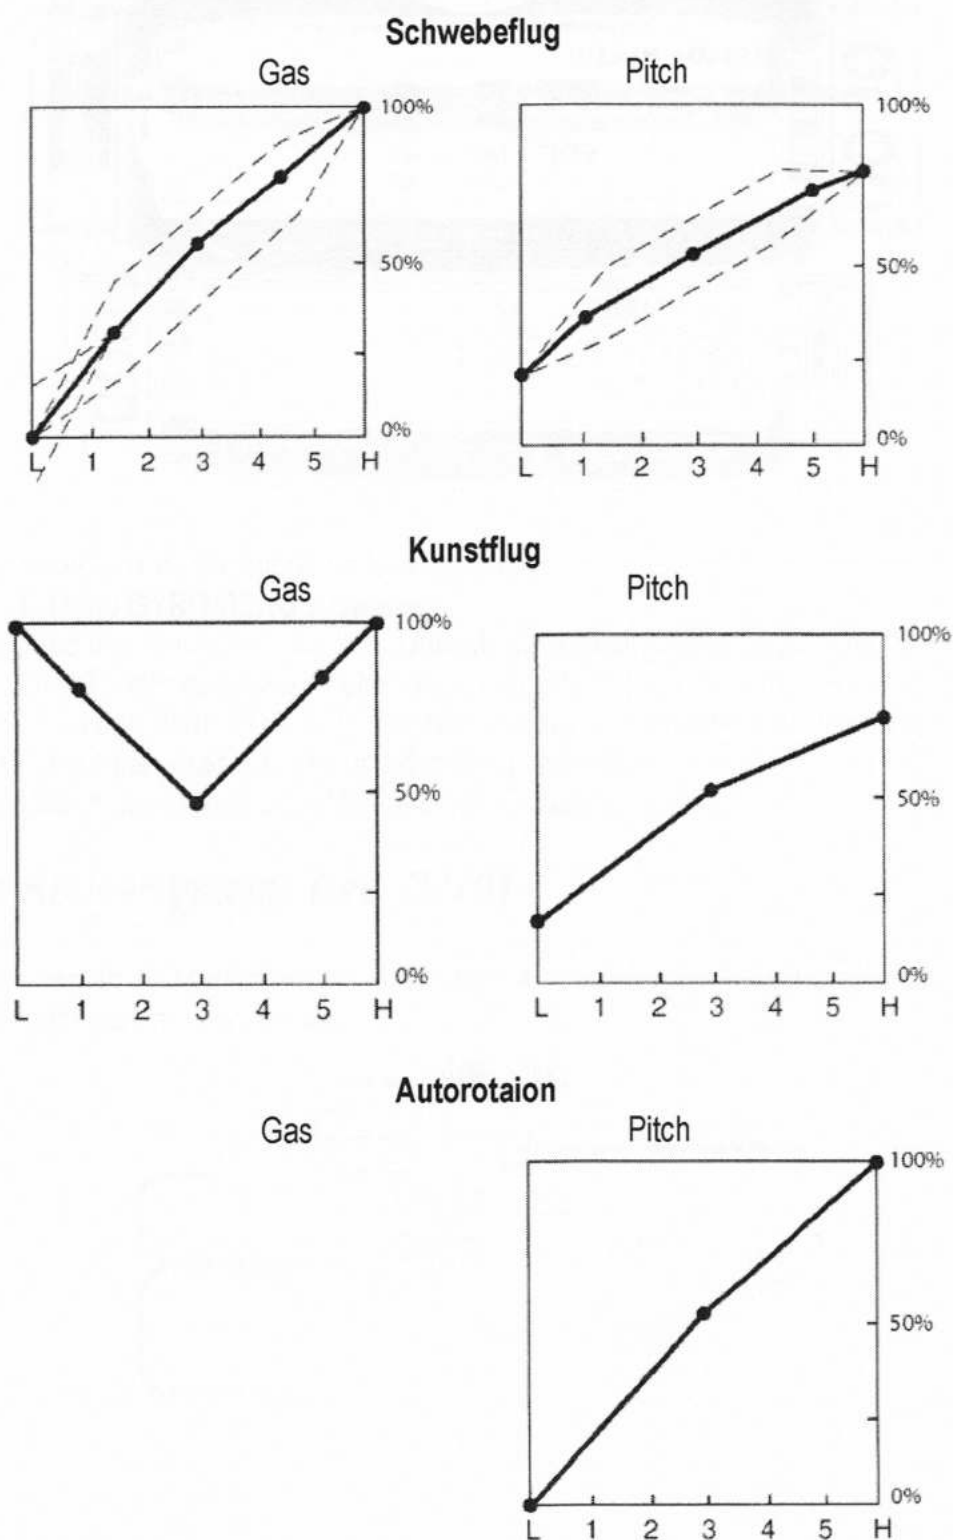 Schwebeflug
Gas Pitch
100% 100%
50% 50%
0% 0%
L 1 2 3 4 5 H L 1 2 3 4 5 H
Kunstflug
Gas Pitch
100% 100%
50% 50%
0% 0%
L 1 2 3 4 5 H L 1 2 3 4 5 H
Autorotaion
Gas Pitch
100%
50%
0%
L 1 2 3 4 5 H